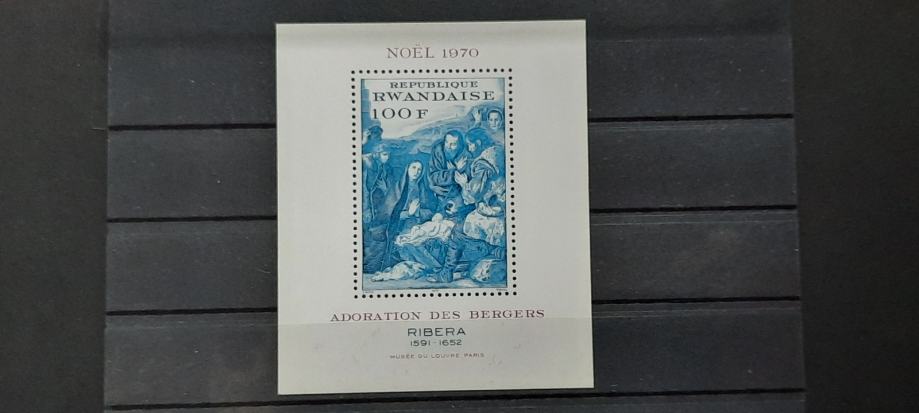 NOËL 1970
REPUBLIQUE
RWANDAISE
100F
ADORATION DES BERGERS
RIBERA
1591-1652
MUSÉE DU LOUVRE PARIS